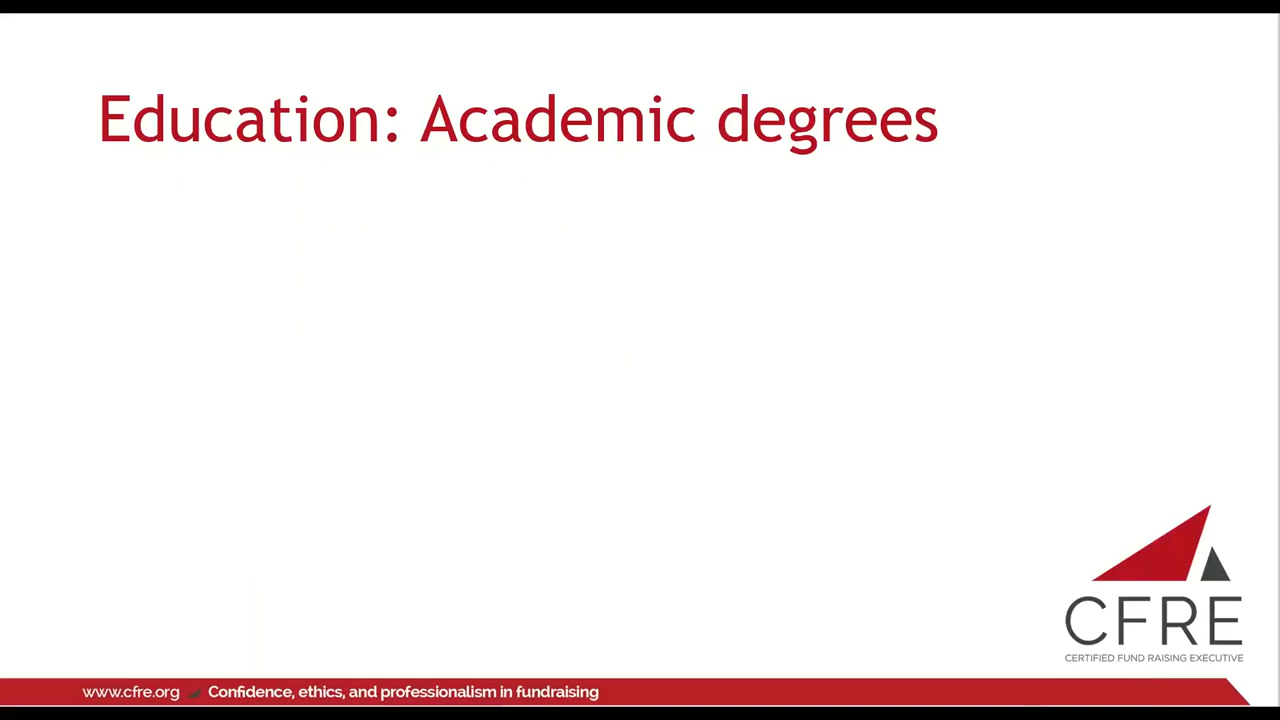 Education: Academic degrees
CFRE
CERTIFIED FUND RAISING EXECUTIVE
www.cfre.org Confidence, ethics, and professionalism in fundraising